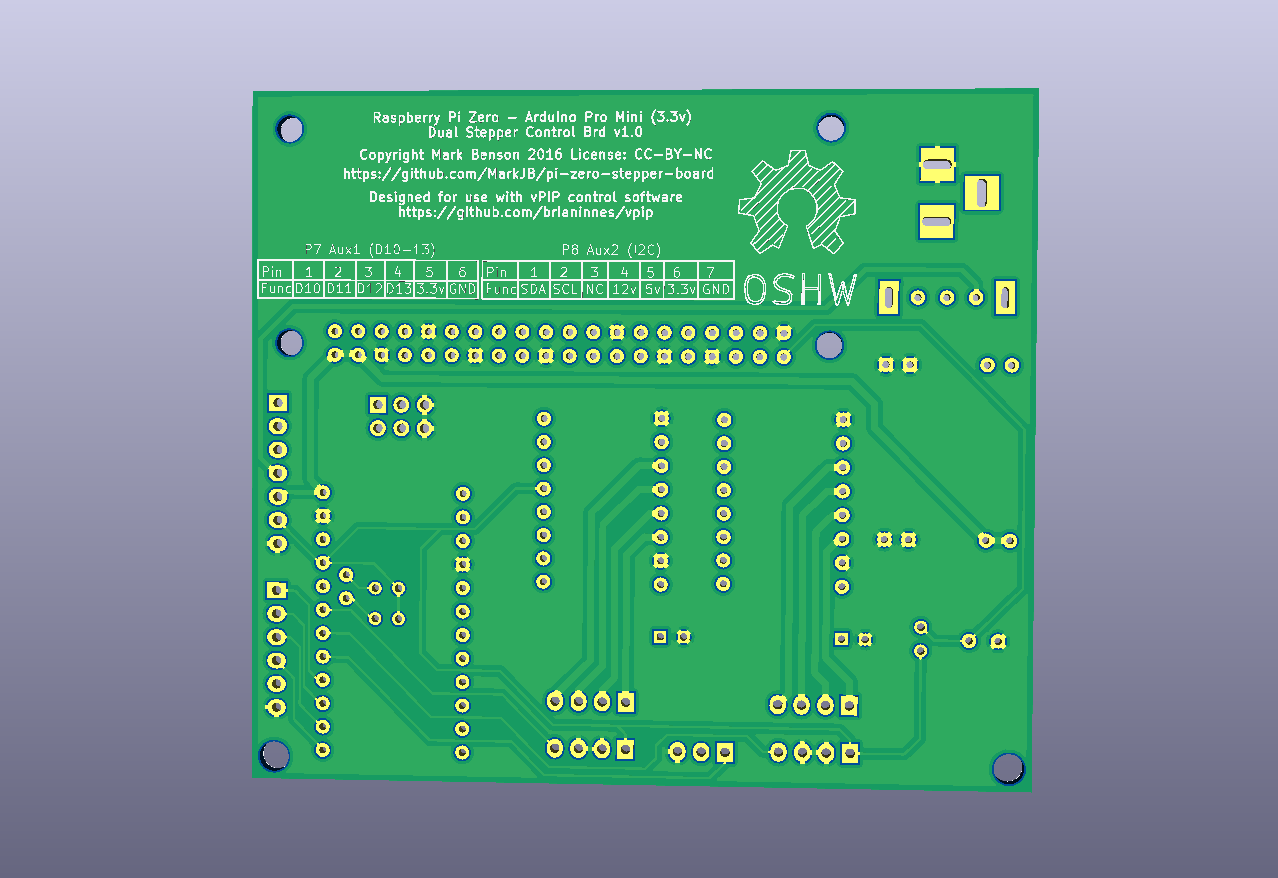 Raspberry Pi Zero - Arduino Pro Mini (3.3v)
Dual Stepper Control Brd v1.0
Copyright Mark Benson 2016 License: CC-BY-NC
https://github.com/MarkJB/pi-zero-stepper-board
Designed for use with vPiP control software
https://github.com/brianinnes/vpip
P7 Aux1 (D10-13)
Pin 1 2 3 4 5 6
Func D10 D11 D12 D13 3.3v GND
P8 Aux2 (I2C)
Pin 1 2 3 4 5 6 7
Func SDA SCL NC 12v 5v 3.3v GND
OSHW